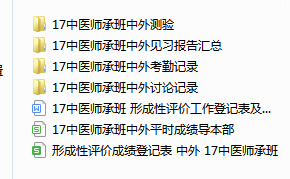 17中医师承班中外测验
17中医师承班中外见习报告汇总
17中医师承班中外考勤记录
17中医师承班中外讨论记录
17中医师承班 形成性评价工作登记表及...
17中医师承班中外平时成绩导本部
形成性评价成绩登记表 中外 17中医师承班